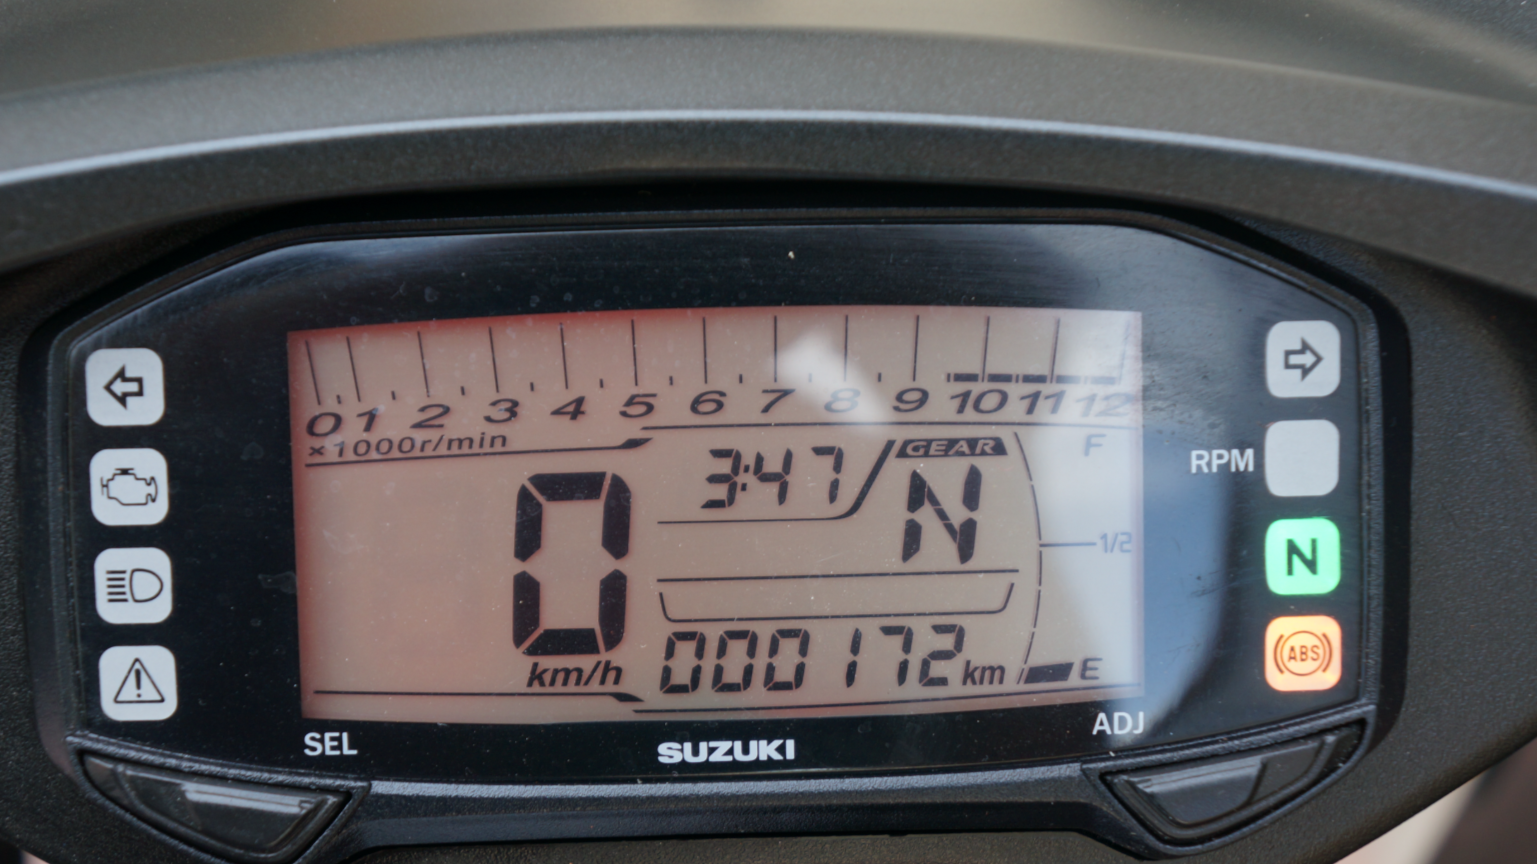 0 1 2 3 4 5 6 7 8 9 10 11 12
×1000r/min
3:47
GEAR
F
RPM
N
0
1/2
N
km/h
000172 km
E
ABS
SEL
SUZUKI
ADJ